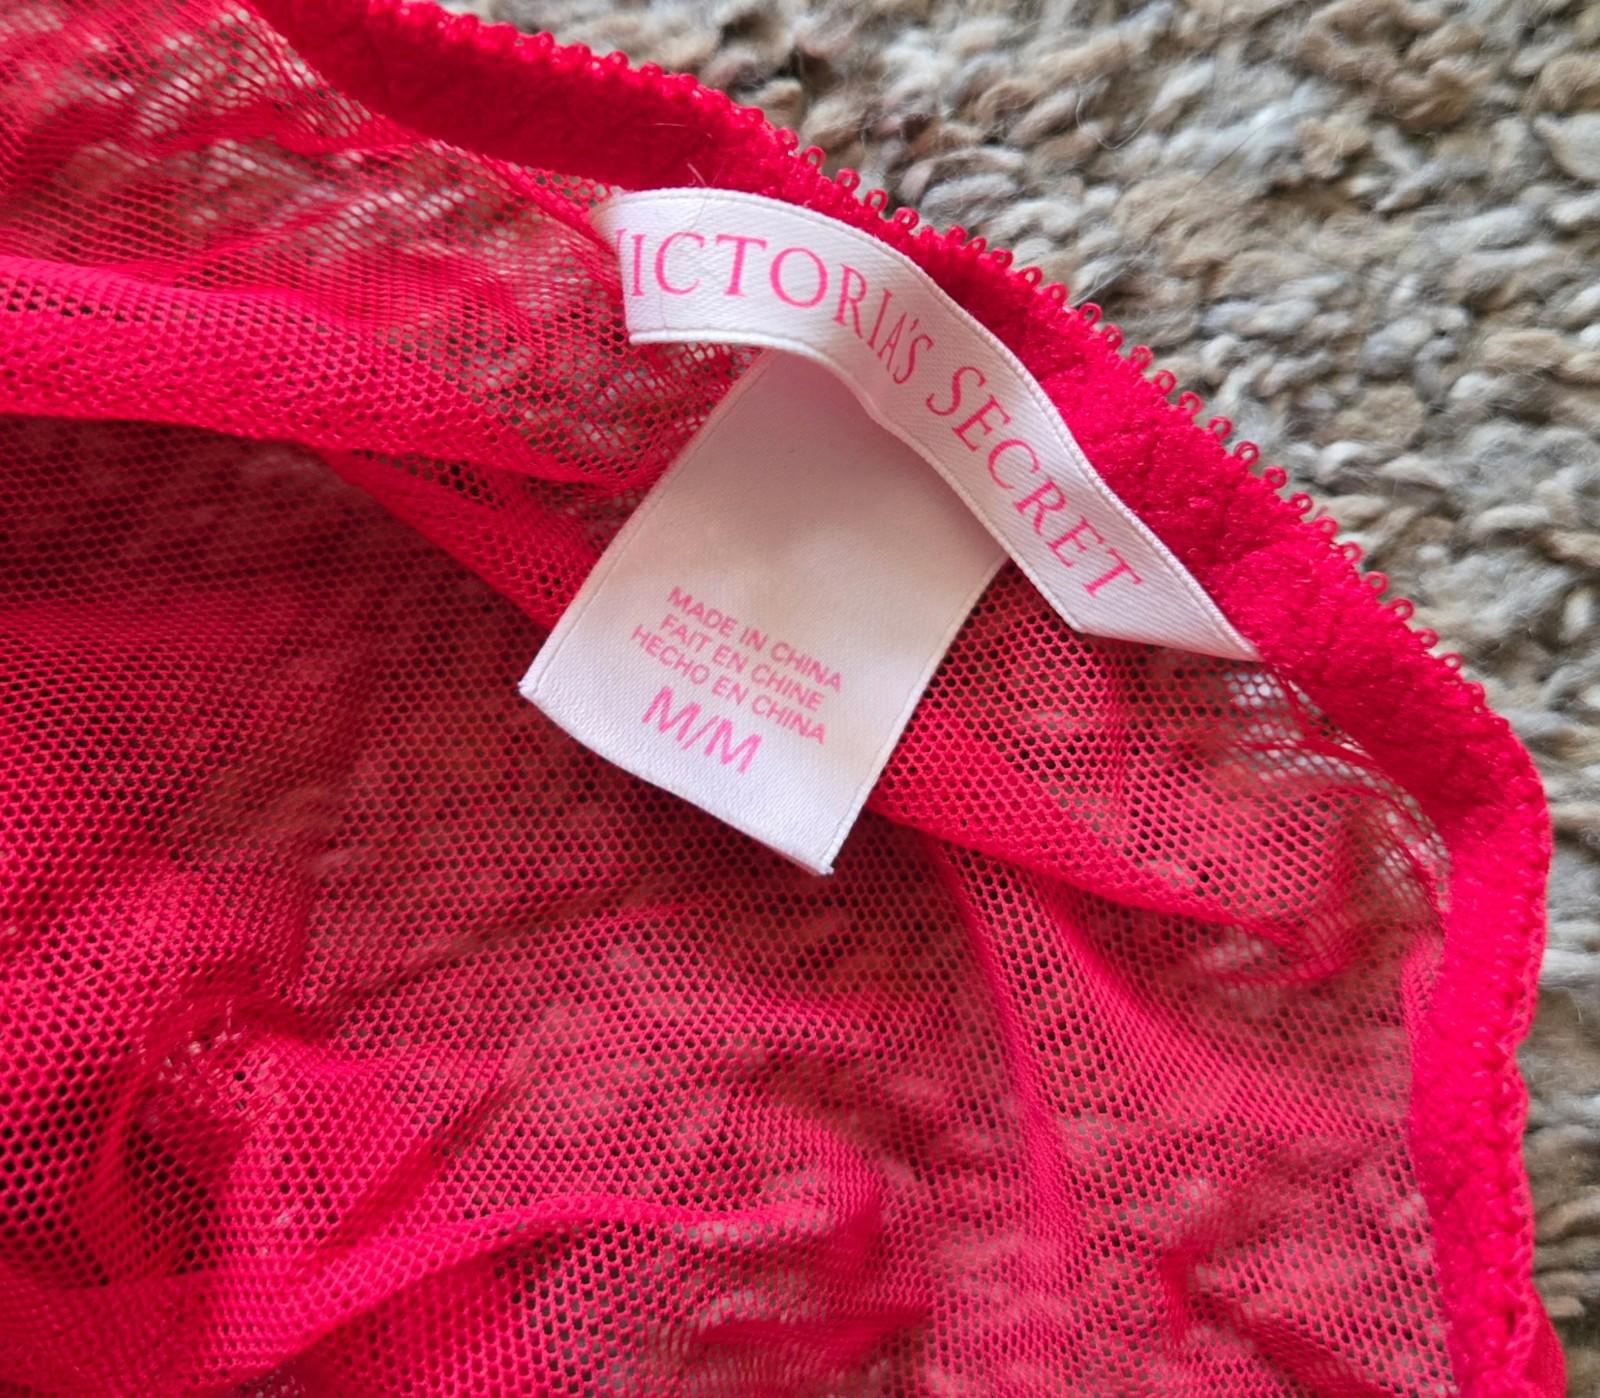 VICTORIA'S SECRET
MADE IN CHINA
FAIT EN CHINE
HECHO EN CHINA
M/M